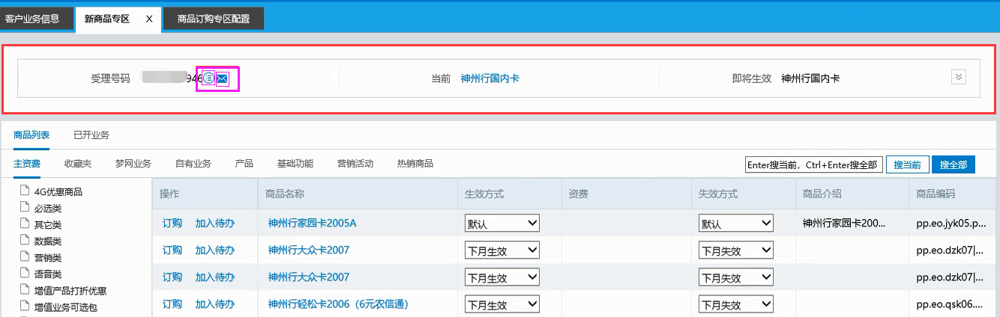 客户业务信息 新商品专区 X 商品订购专区配置
受理号码 946 当前 神州行国内卡 即将生效 神州行国内卡
商品列表 已开业务
主资费 收藏夹 梦网业务 自有业务 产品 基础功能 营销活动 热销商品 Enter搜当前，Ctrl+Enter搜全部 搜当前 搜全部
操作 商品名称 生效方式 资费 失效方式 商品介绍 商品编码
4G优惠商品
必选类
其它类
数据类
营销类
语音类
增值产品打折优惠
增值业务可选包
订购 加入待办 神州行家园卡2005A 默认 默认 神州行家园卡200... pp.eo.jyk05.p...
订购 加入待办 神州行大众卡2007 下月生效 下月失效 pp.eo.dzk07|...
订购 加入待办 神州行大众卡2007 下月生效 下月失效 pp.eo.dzk07|...
订购 加入待办 神州行轻松卡2006（6元农信通） 下月生效 下月失效 pp.eo.qsk06....